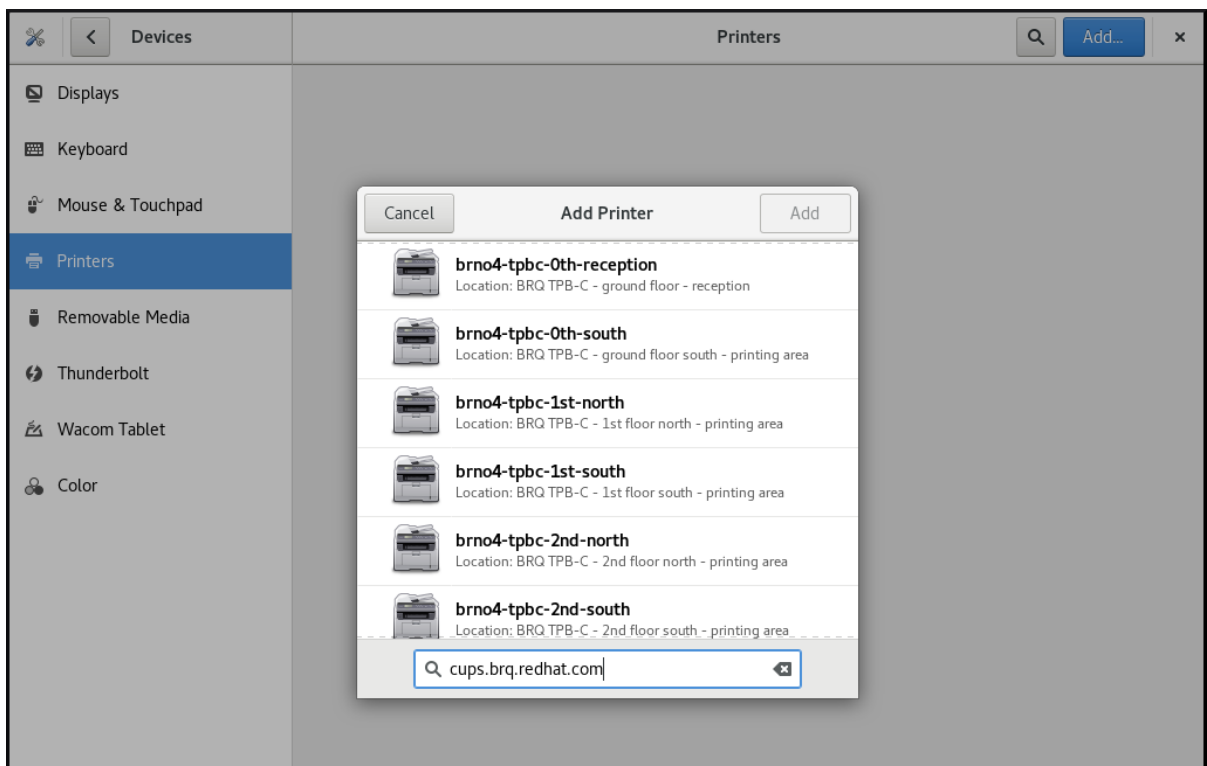 Devices
Printers
Add...
Displays
Keyboard
Mouse & Touchpad
Printers
Removable Media
Thunderbolt
Wacom Tablet
Color
Cancel
Add Printer
Add
brno4-tpbc-0th-reception
Location: BRQ TPB-C - ground floor - reception
brno4-tpbc-0th-south
Location: BRQ TPB-C - ground floor south - printing area
brno4-tpbc-1st-north
Location: BRQ TPB-C - 1st floor north - printing area
brno4-tpbc-1st-south
Location: BRQ TPB-C - 1st floor south - printing area
brno4-tpbc-2nd-north
Location: BRQ TPB-C - 2nd floor north - printing area
brno4-tpbc-2nd-south
Location: BRQ TPB-C - 2nd floor south - printing area
cups.brq.redhat.com